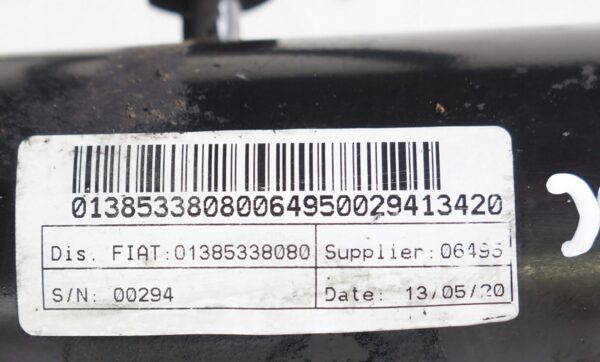 01385338080064950029413420
Dis. FIAT:01385338080 Supplier:06495
S/N: 00294 Date: 13/05/20